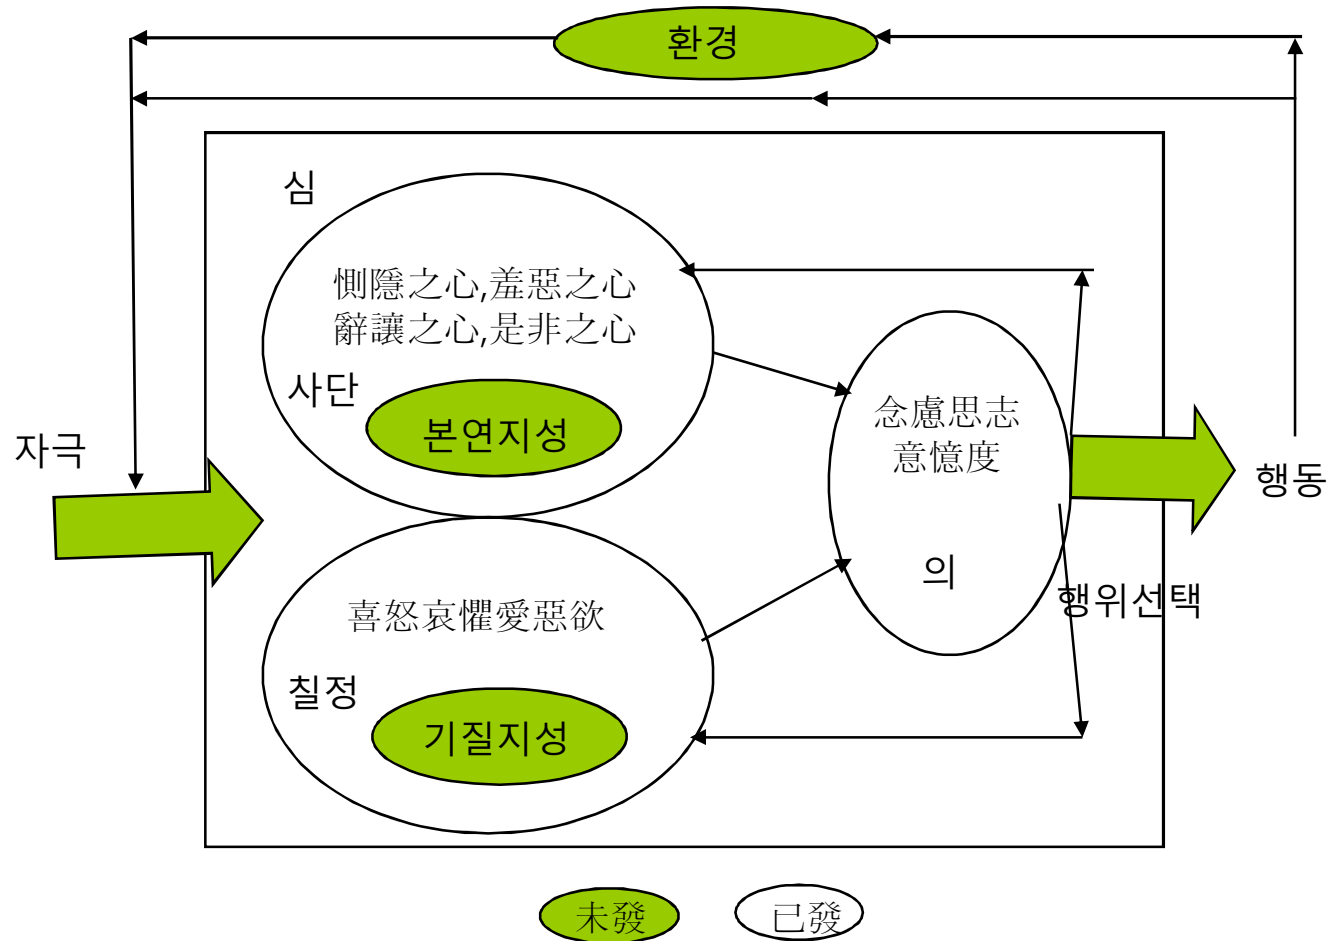 환경
심
惻隱之心,羞惡之心
辭讓之心,是非之心
사단
본연지성
자극
念慮思志
意憶度
의
행동
행위선택
喜怒哀懼愛惡欲
칠정
기질지성
未發
已發